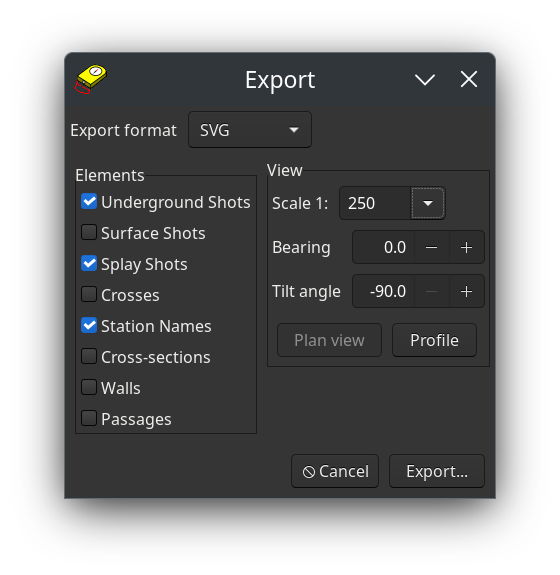 Export
Export format SVG
Elements
Underground Shots
Surface Shots
Splay Shots
Crosses
Station Names
Cross-sections
Walls
Passages
View
Scale 1: 250
Bearing 0.0 − +
Tilt angle -90.0 − +
Plan view Profile
Cancel Export...